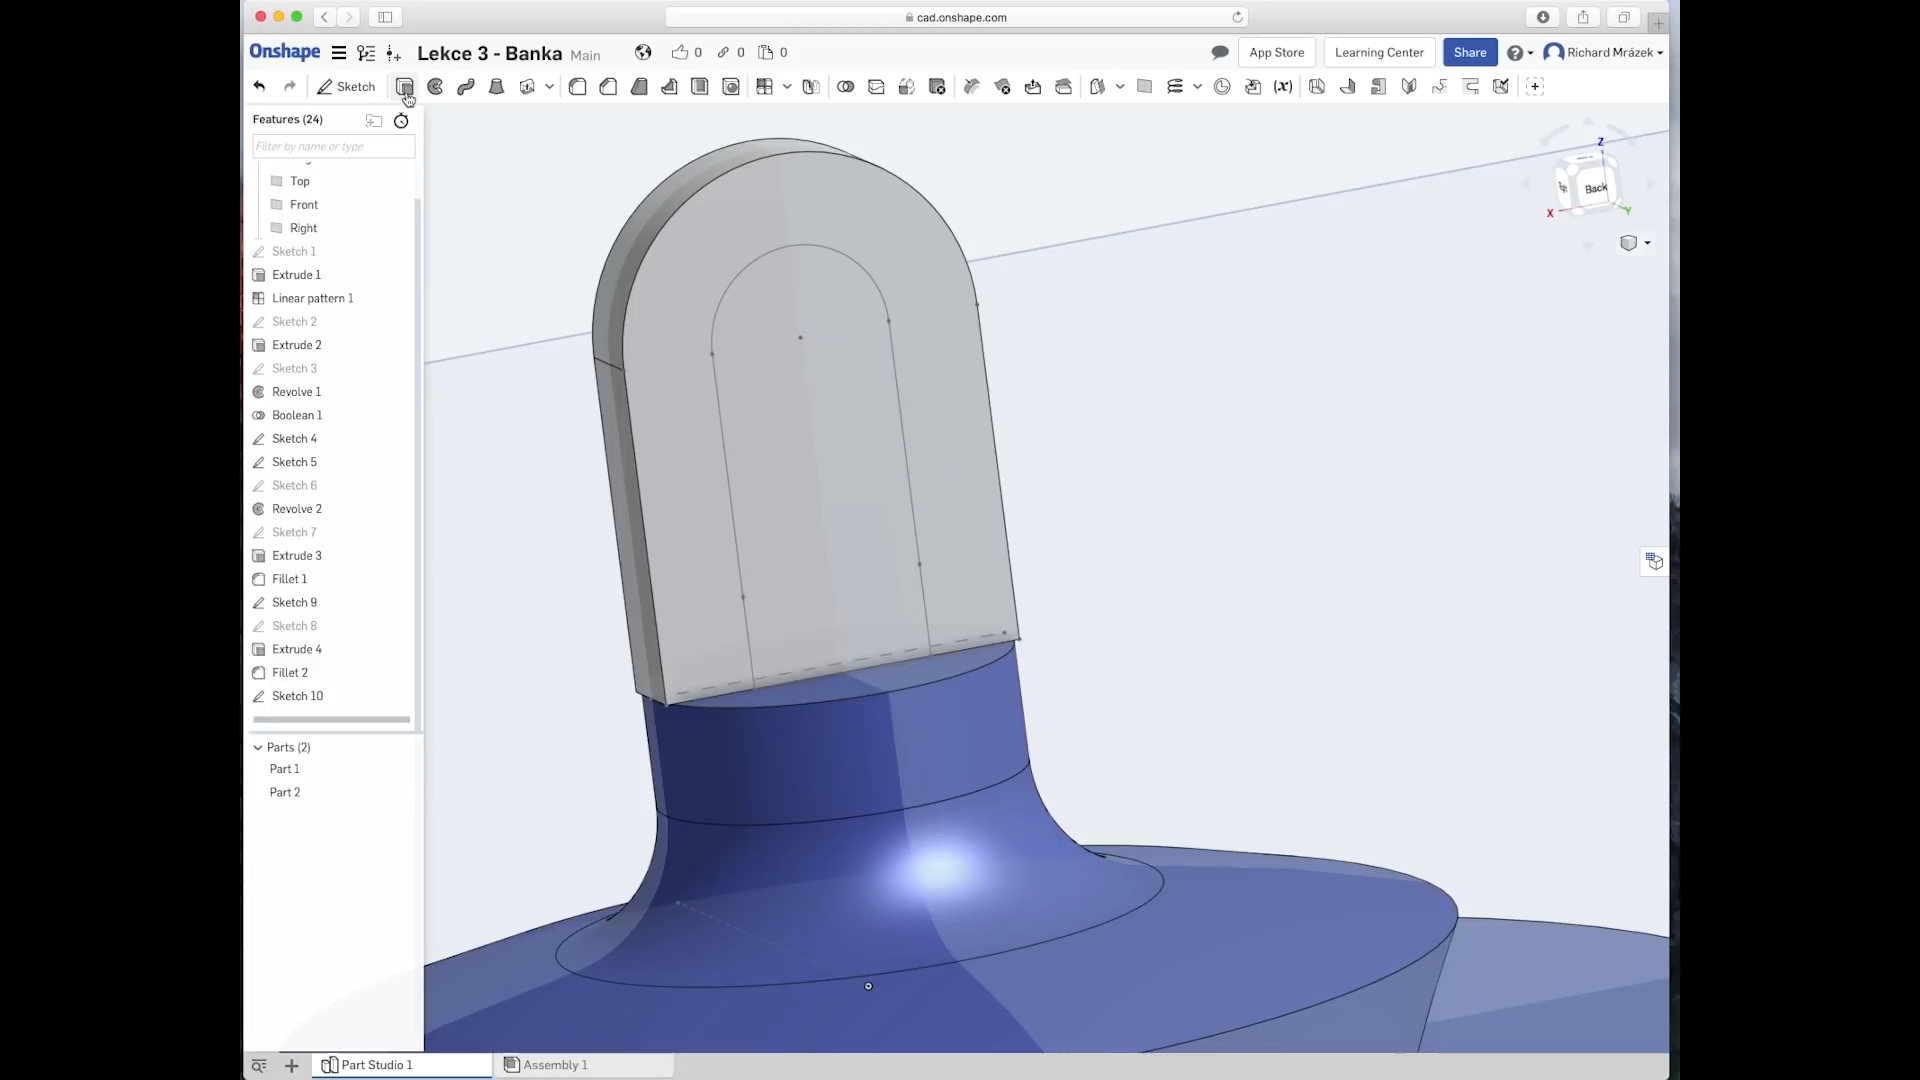 cad.onshape.com
Onshape
Lekce 3 - Banka Main
0
0
0
App Store
Learning Center
Share
Richard Mrázek
Sketch
(x)
Features (24)
Filter by name or type
Top
Front
Right
Sketch 1
Extrude 1
Linear pattern 1
Sketch 2
Extrude 2
Sketch 3
Revolve 1
Boolean 1
Sketch 4
Sketch 5
Sketch 6
Revolve 2
Sketch 7
Extrude 3
Fillet 1
Sketch 9
Sketch 8
Extrude 4
Fillet 2
Sketch 10
Parts (2)
Part 1
Part 2
Z
Back
X
Y
Part Studio 1
Assembly 1